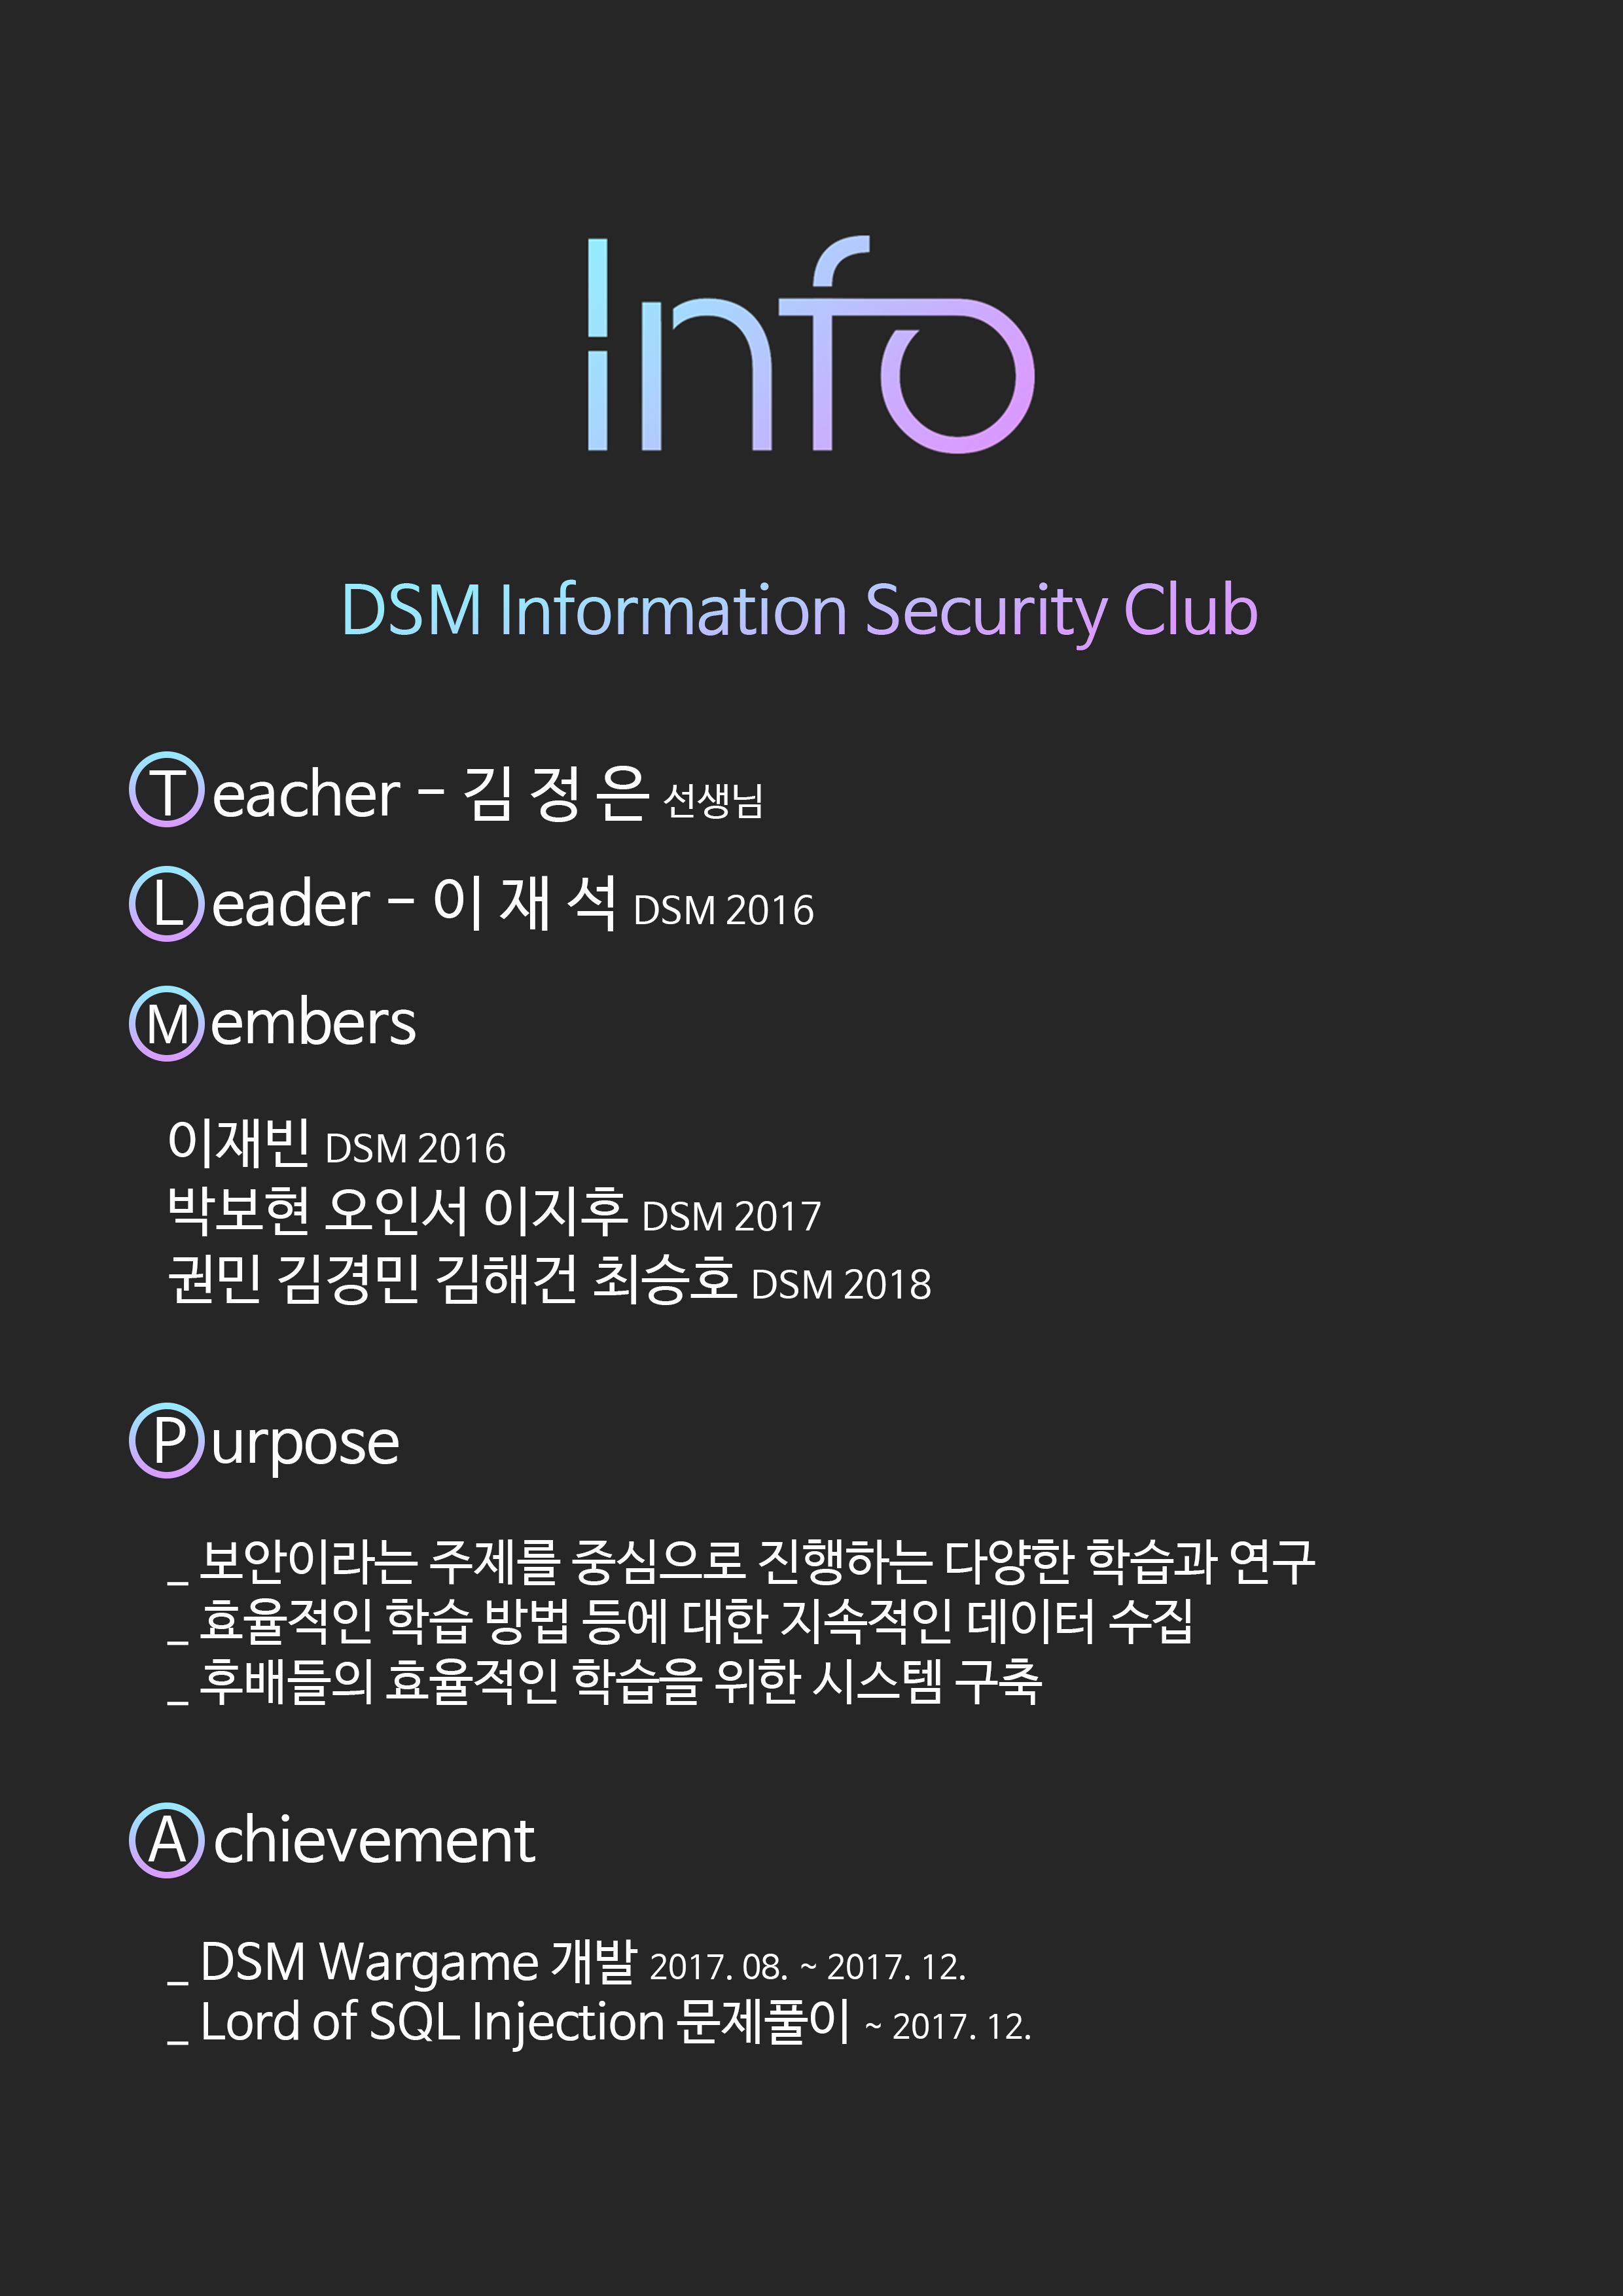 Info
DSM Information Security Club
Teacher - 김 정 은 선생님
Leader - 이 재 석 DSM 2016
Members
이재빈 DSM 2016
박보현 오인서 이지후 DSM 2017
권민 김경민 김해건 최승호 DSM 2018
Purpose
_ 보안이라는 주제를 중심으로 진행하는 다양한 학습과 연구
_ 효율적인 학습 방법 등에 대한 지속적인 데이터 수집
_ 후배들의 효율적인 학습을 위한 시스템 구축
Achievement
_ DSM Wargame 개발 2017. 08. ~ 2017. 12.
_ Lord of SQL Injection 문제풀이 ~ 2017. 12.